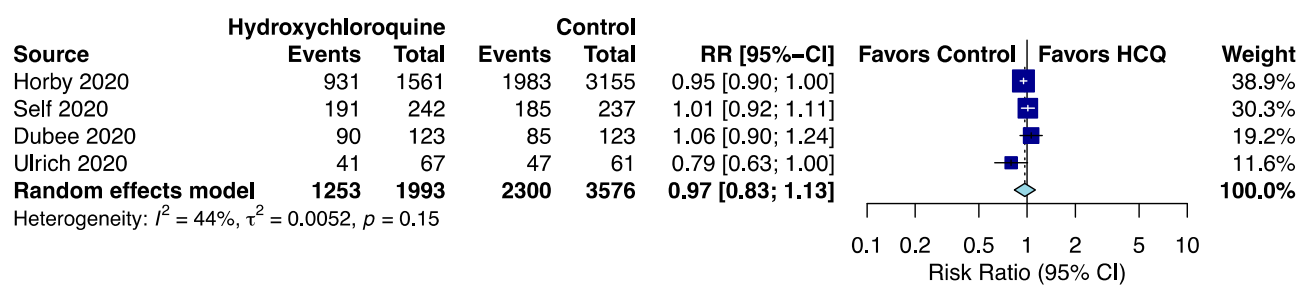 Hydroxychloroquine Control
Source Events Total Events Total RR [95%−CI] Favors Control Favors HCQ Weight
Horby 2020 931 1561 1983 3155 0.95 [0.90; 1.00] 38.9%
Self 2020 191 242 185 237 1.01 [0.92; 1.11] 30.3%
Dubee 2020 90 123 85 123 1.06 [0.90; 1.24] 19.2%
Ulrich 2020 41 67 47 61 0.79 [0.63; 1.00] 11.6%
Random effects model 1253 1993 2300 3576 0.97 [0.83; 1.13] 100.0%
Heterogeneity: I² = 44%, τ² = 0.0052, p = 0.15
0.1 0.2 0.5 1 2 5 10
Risk Ratio (95% CI)